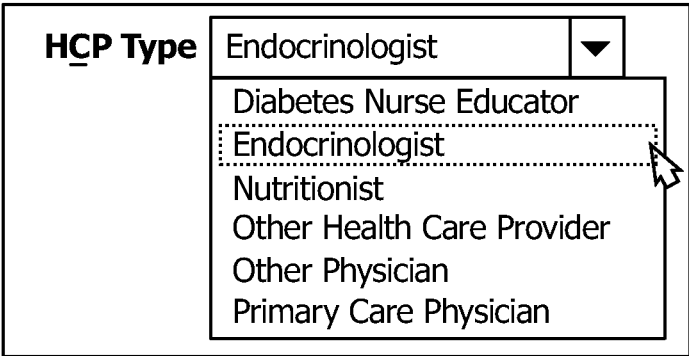 HCP Type Endocrinologist
Diabetes Nurse Educator
Endocrinologist
Nutritionist
Other Health Care Provider
Other Physician
Primary Care Physician